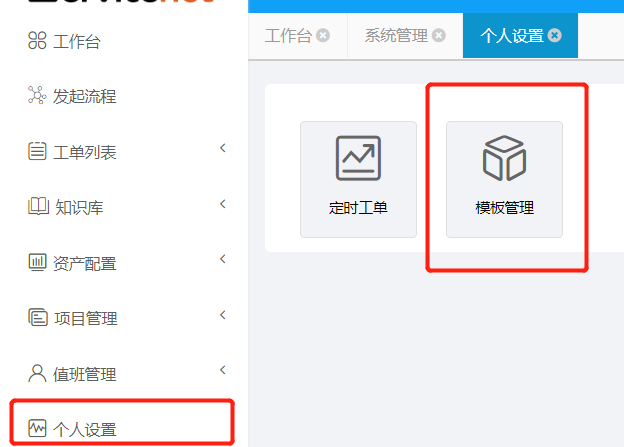 工作台
发起流程
工单列表
知识库
资产配置
项目管理
值班管理
个人设置
工作台 系统管理 个人设置
定时工单 模板管理